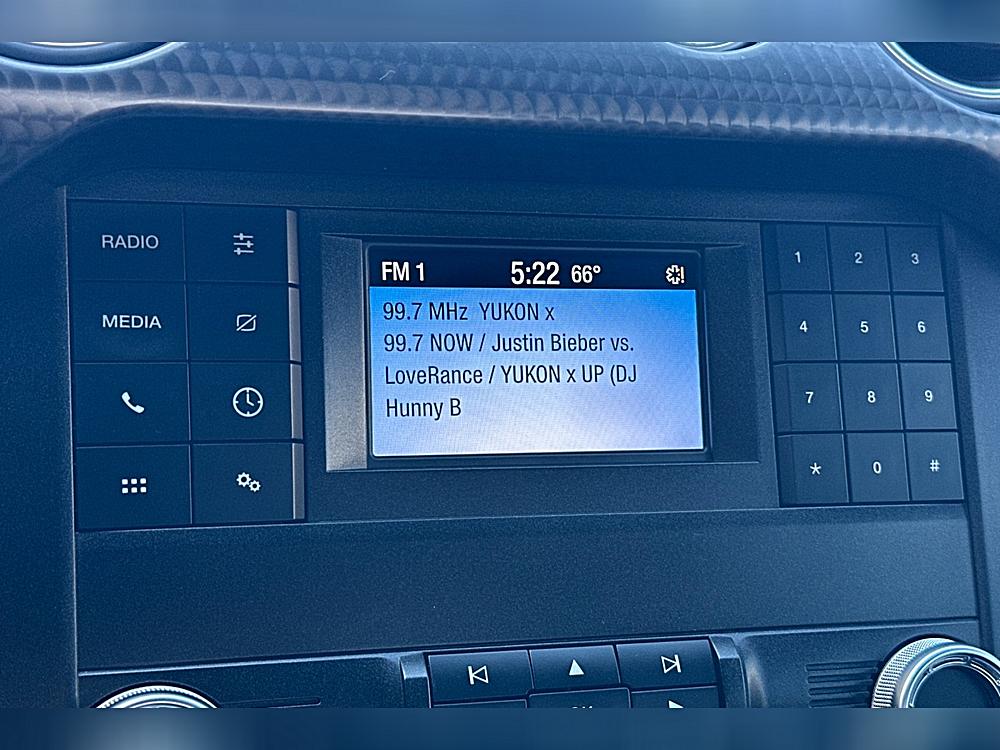 FM 1 5:22 66°
99.7 MHz YUKON x
99.7 NOW / Justin Bieber vs.
LoveRance / YUKON x UP (DJ
Hunny B
RADIO
MEDIA
1 2 3
4 5 6
7 8 9
* 0 #